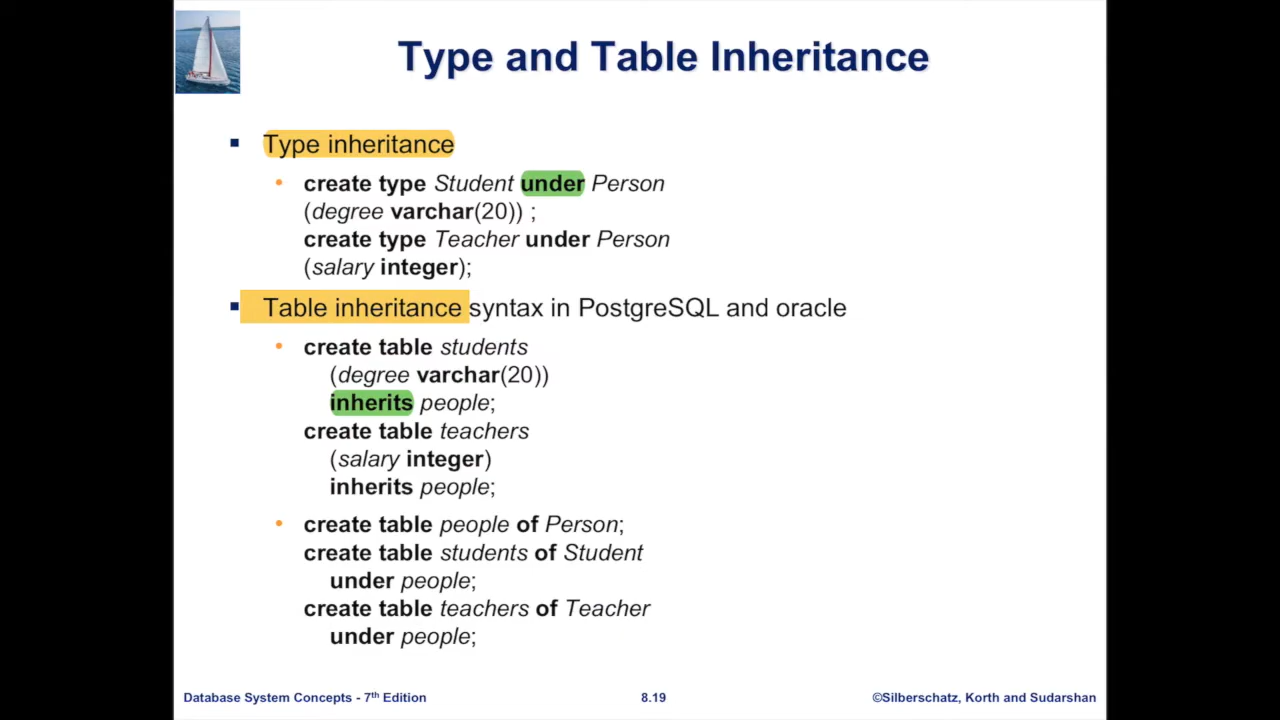 Type and Table Inheritance
▪ Type inheritance
• create type Student under Person
(degree varchar(20)) ;
create type Teacher under Person
(salary integer);
▪ Table inheritance syntax in PostgreSQL and oracle
• create table students
(degree varchar(20))
inherits people;
create table teachers
(salary integer)
inherits people;
• create table people of Person;
create table students of Student
under people;
create table teachers of Teacher
under people;
Database System Concepts - 7th Edition 8.19 ©Silberschatz, Korth and Sudarshan